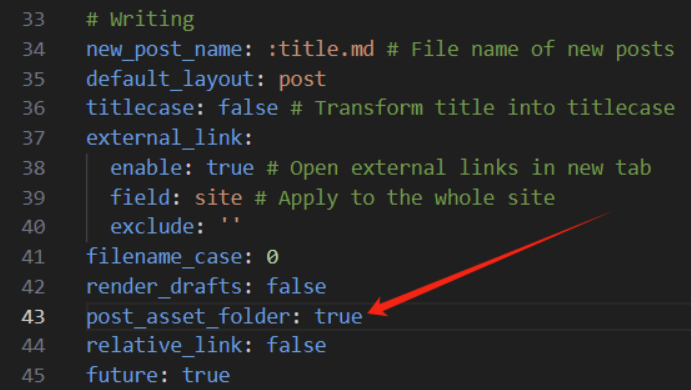 33 # Writing
34 new_post_name: :title.md # File name of new posts
35 default_layout: post
36 titlecase: false # Transform title into titlecase
37 external_link:
38 enable: true # Open external links in new tab
39 field: site # Apply to the whole site
40 exclude: ''
41 filename_case: 0
42 render_drafts: false
43 post_asset_folder: true
44 relative_link: false
45 future: true